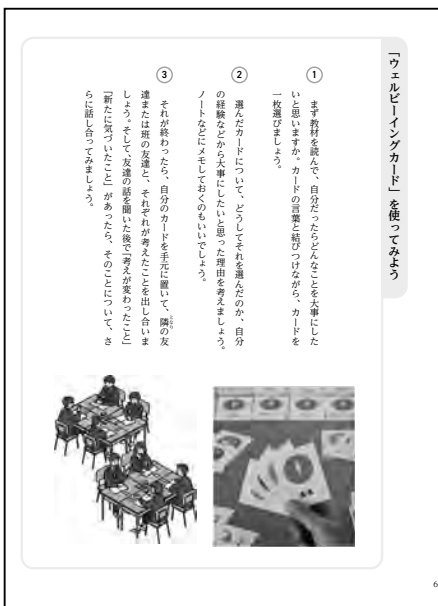 「ウェルビーイングカード」を使ってみよう
①
まず教材を読んで、自分だったらどんなことを大事にした
いと思いますか。カードの言葉と結びつけながら、カードを
一枚選びましょう。
②
選んだカードについて、どうしてそれを選んだのか、自分
の経験などから大事にしたいと思った理由を考えましょう。
ノートなどにメモしておくのもいいでしょう。
③
それが終わったら、自分のカードを手元に置いて、隣の友
達または班の友達と、それぞれが考えたことを出し合いま
しょう。そして、友達の話を聞いた後で「考えが変わったこと」
「新たに気づいたこと」があったら、そのことについて、さ
らに話し合ってみましょう。
6